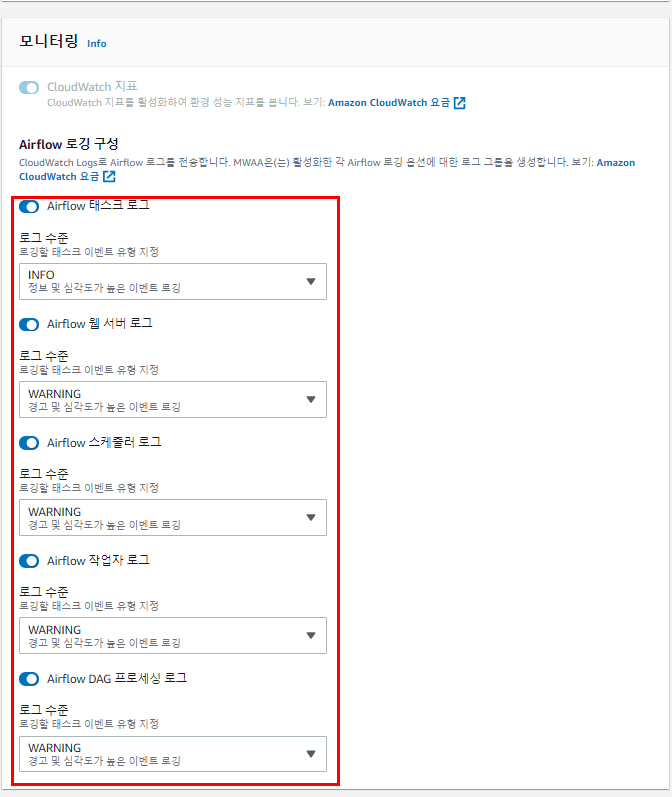 모니터링 Info
CloudWatch 지표
CloudWatch 지표를 활성화하여 환경 성능 지표를 봅니다. 보기: Amazon CloudWatch 요금
Airflow 로깅 구성
CloudWatch Logs로 Airflow 로그를 전송합니다. MWAA은(는) 활성화한 각 Airflow 로깅 옵션에 대한 로그 그룹을 생성합니다. 보기: Amazon
CloudWatch 요금
Airflow 태스크 로그
로그 수준
로깅할 태스크 이벤트 유형 지정
INFO
정보 및 심각도가 높은 이벤트 로깅
Airflow 웹 서버 로그
로그 수준
로깅할 태스크 이벤트 유형 지정
WARNING
경고 및 심각도가 높은 이벤트 로깅
Airflow 스케줄러 로그
로그 수준
로깅할 태스크 이벤트 유형 지정
WARNING
경고 및 심각도가 높은 이벤트 로깅
Airflow 작업자 로그
로그 수준
로깅할 태스크 이벤트 유형 지정
WARNING
경고 및 심각도가 높은 이벤트 로깅
Airflow DAG 프로세싱 로그
로그 수준
로깅할 태스크 이벤트 유형 지정
WARNING
경고 및 심각도가 높은 이벤트 로깅